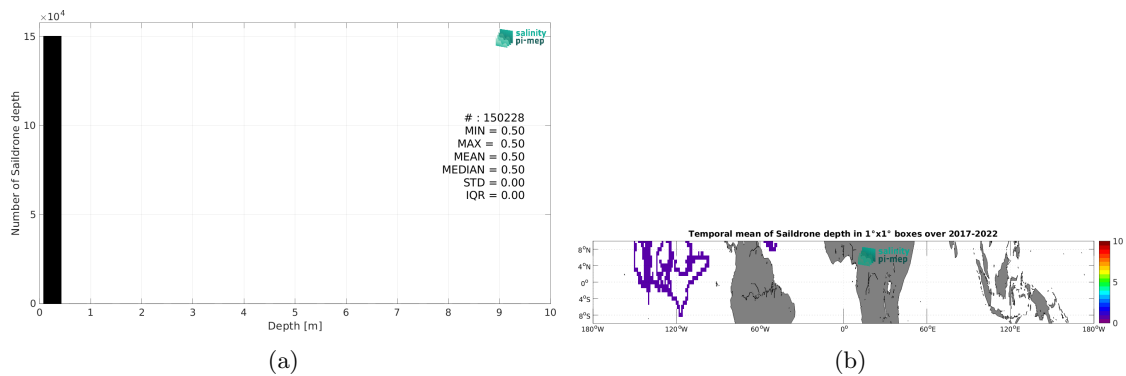 ×10⁴
15
10
5
0
Number of Saildrone depth
salinity
pi-mep
# : 150228
MIN = 0.50
MAX = 0.50
MEAN = 0.50
MEDIAN = 0.50
STD = 0.00
IQR = 0.00
0 1 2 3 4 5 6 7 8 9 10
Depth [m]
(a)
Temporal mean of Saildrone depth in 1°x1° boxes over 2017-2022
salinity
pi-mep
8°N
4°N
0°
4°S
8°S
180°W 120°W 60°W 0° 60°E 120°E 180°W
10
5
0
(b)